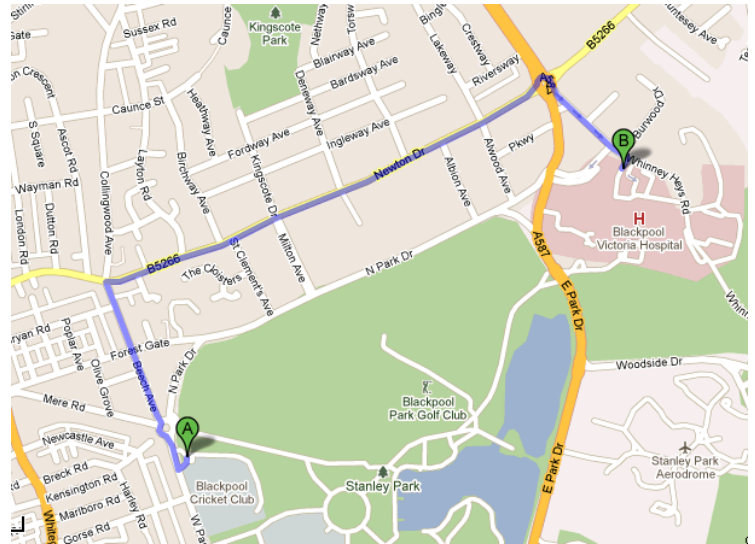 Sussex Rd
Kingscote
Park
Caunce St
Blairway Ave
Bardsway Ave
Deneway Ave
Lakeway
Crestway
Riversway
B5266
S Square
Ascot Rd
Collingwood Ave
Layton Rd
Heathway Ave
Birchway Ave
Fordway Ave
Ingleway Ave
Kingscote Dr
Newton Dr
Albion Ave
Atwood Ave
Pkwy
Burwood Dr
B
Whinney Heys Rd
Wayman Rd
Dutton Rd
London Rd
H
Blackpool
Victoria Hospital
A587
B5266
The Cloisters
St Clement's Ave
Milton Ave
N Park Dr
E Park Dr
Forest Gate
Poplar Ave
Olive Grove
Beech Ave
N Park Dr
Mere Rd
Woodside Dr
Blackpool
Park Golf Club
A
Newcastle Ave
Breck Rd
Kensington Rd
Marlboro Rd
Gorse Rd
Harley Rd
Blackpool
Cricket Club
Stanley Park
E Park Dr
Stanley Park
Aerodrome